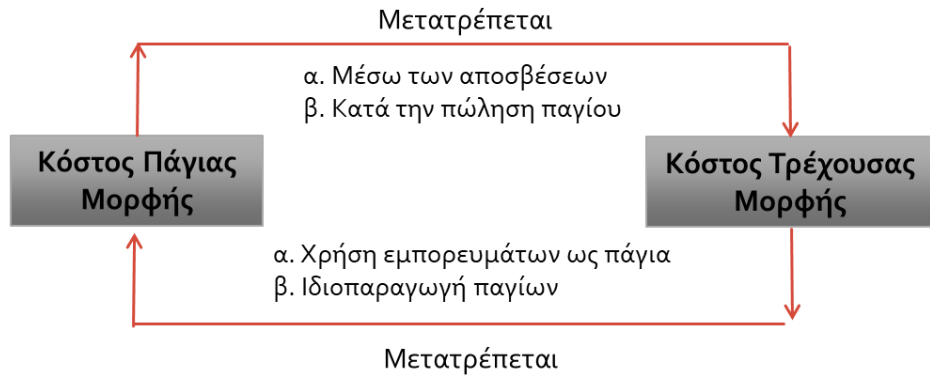 Μετατρέπεται
α. Μέσω των αποσβέσεων
β. Κατά την πώληση παγίου
Κόστος Πάγιας
Μορφής
Κόστος Τρέχουσας
Μορφής
α. Χρήση εμπορευμάτων ως πάγια
β. Ιδιοπαραγωγή παγίων
Μετατρέπεται